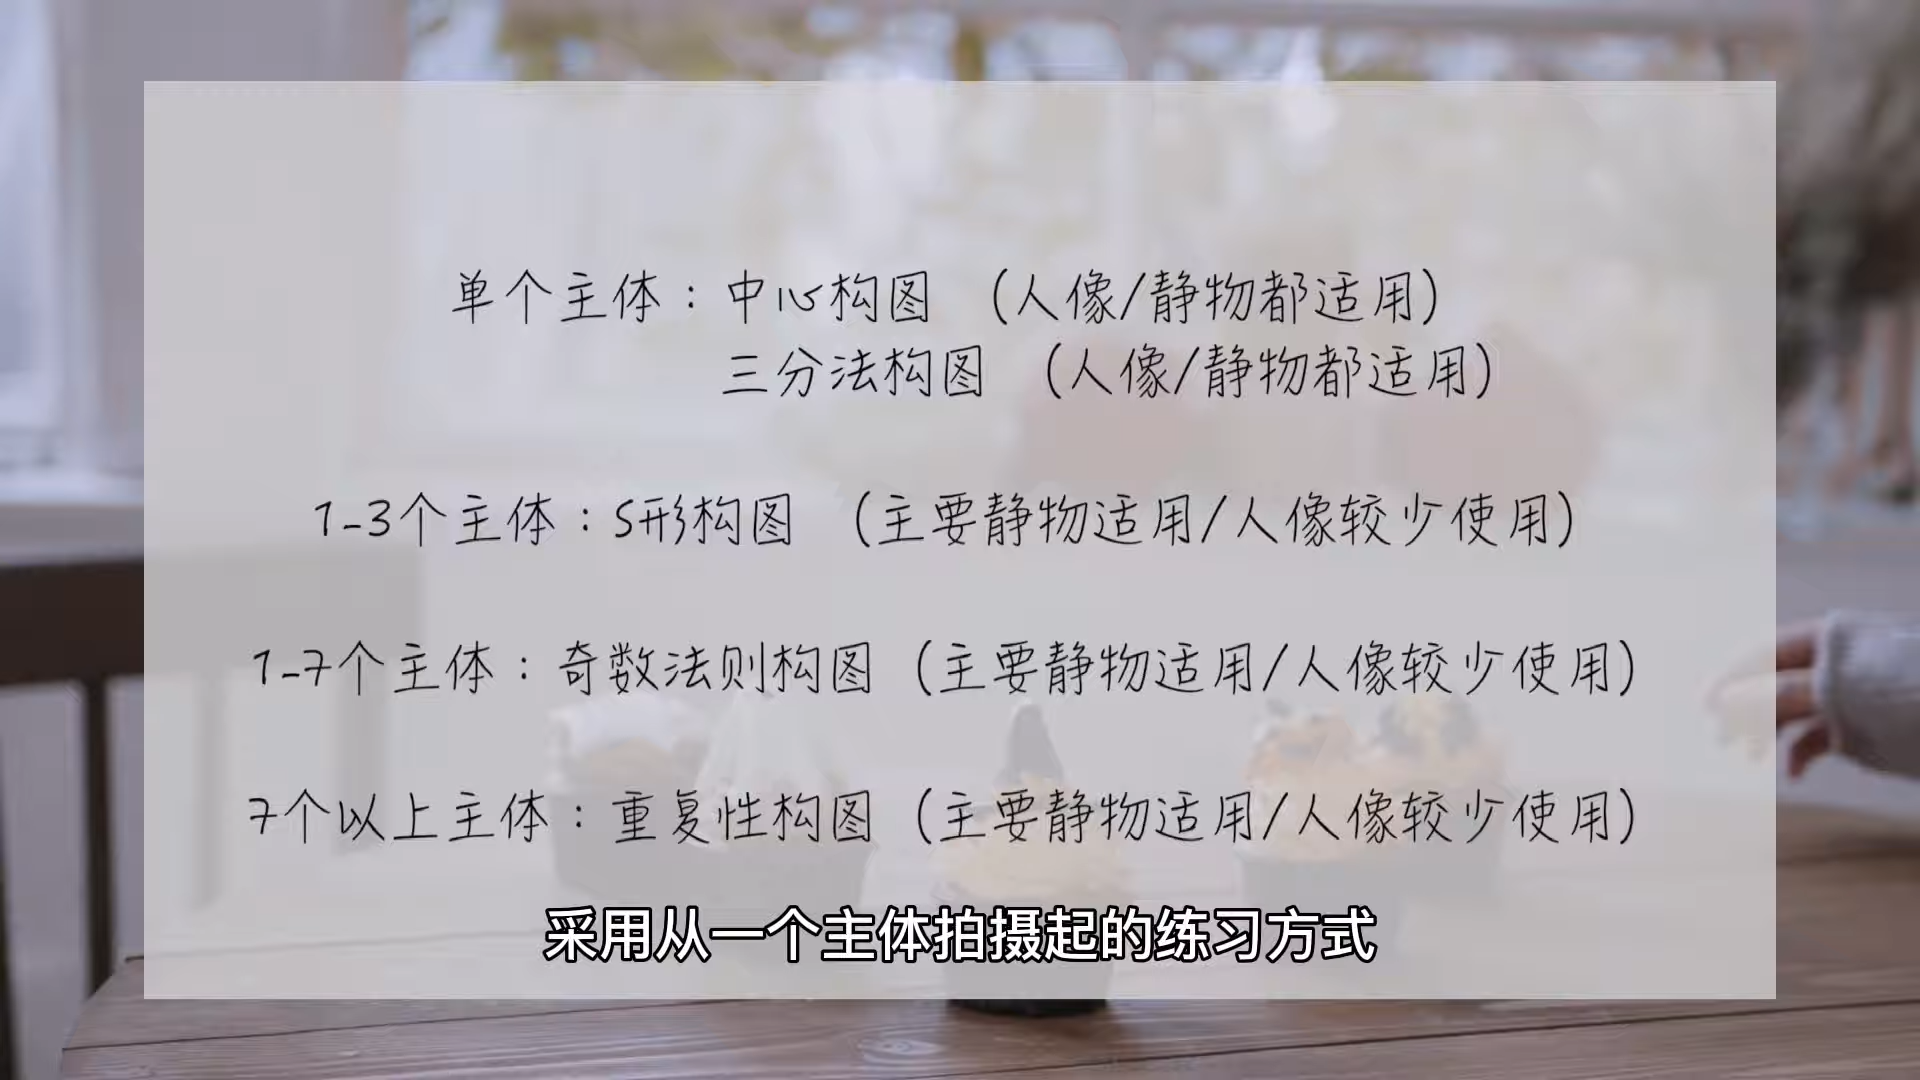 单个主体：中心构图 （人像/静物都适用）
三分法构图 （人像/静物都适用）
1-3个主体：S形构图 （主要静物适用/人像较少使用）
1-7个主体：奇数法则构图（主要静物适用/人像较少使用）
7个以上主体：重复性构图（主要静物适用/人像较少使用）
采用从一个主体拍摄起的练习方式